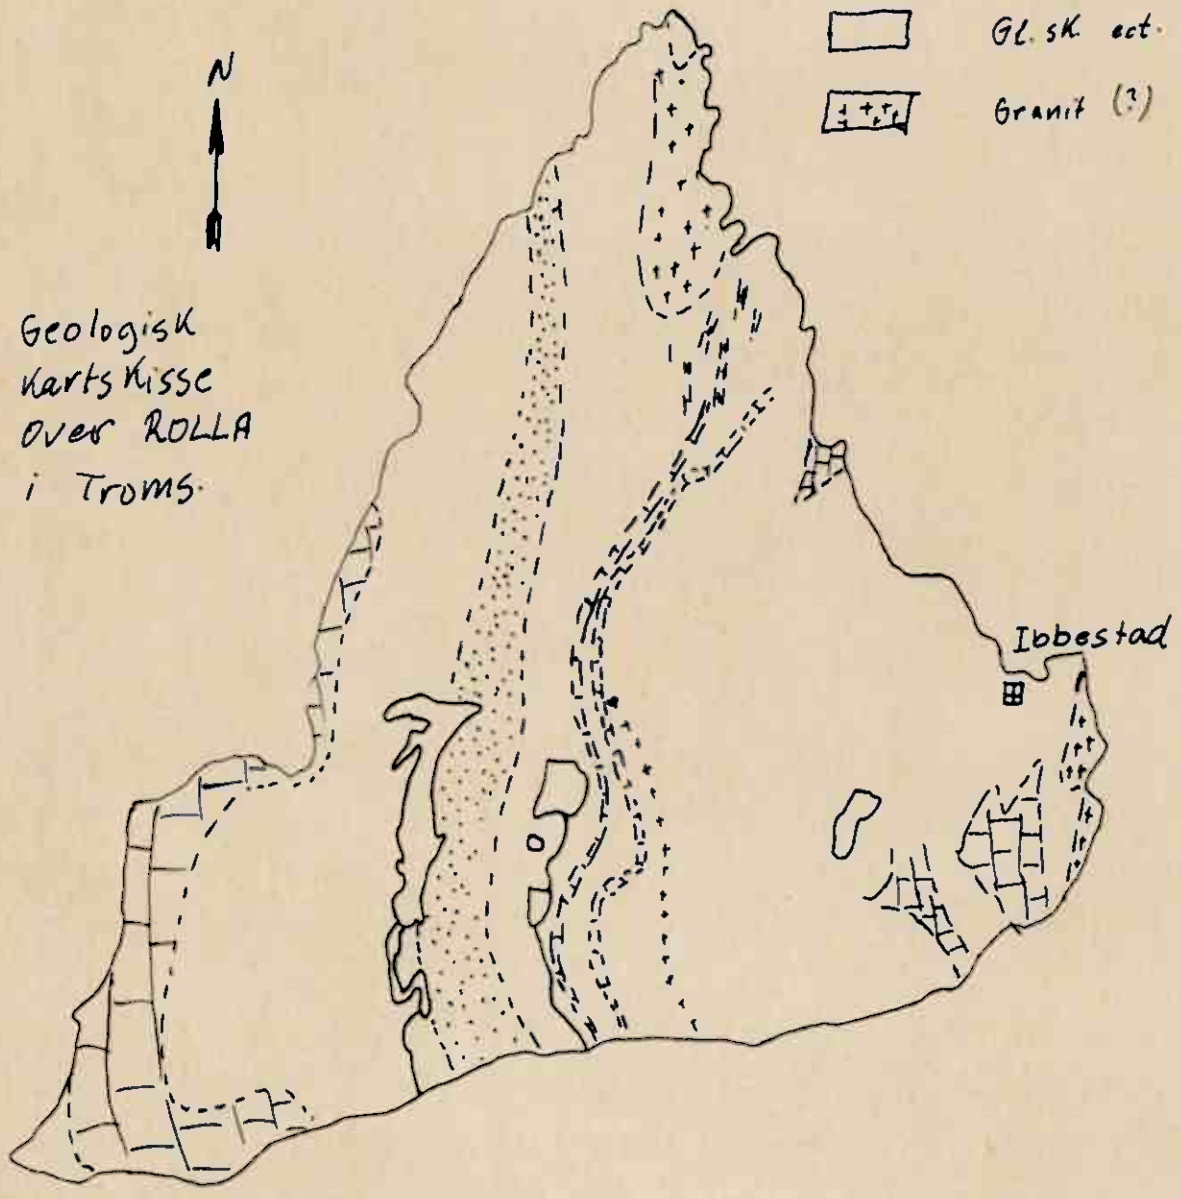 N
GL. sk. ect.
Granit (?)
Geologisk
Kartskisse
over ROLLA
i Troms.
Ibbestad